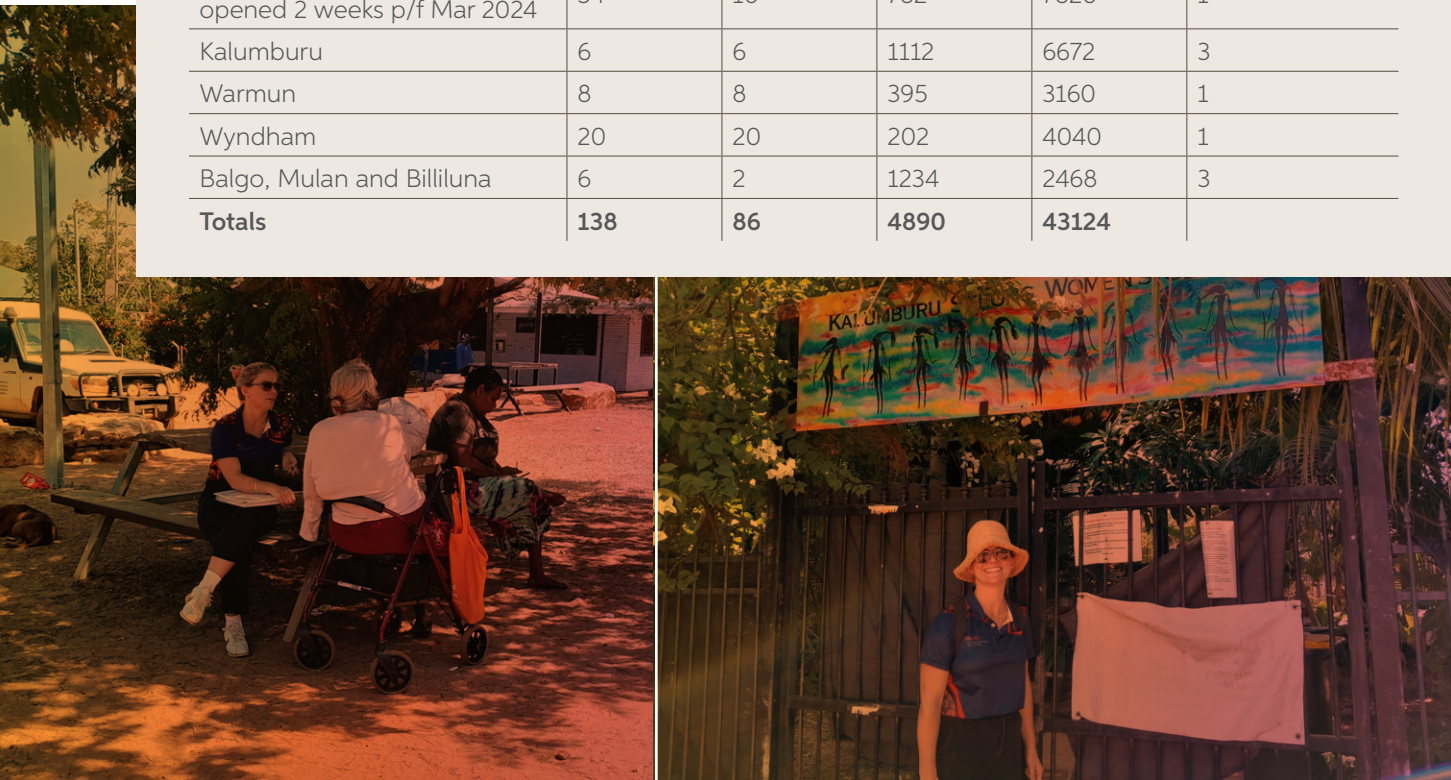 opened 2 weeks p/f Mar 2024
Kalumburu 6 6 1112 6672 3
Warmun 8 8 395 3160 1
Wyndham 20 20 202 4040 1
Balgo, Mulan and Billiluna 6 2 1234 2468 3
Totals 138 86 4890 43124
KALUMBURU WOMEN'S